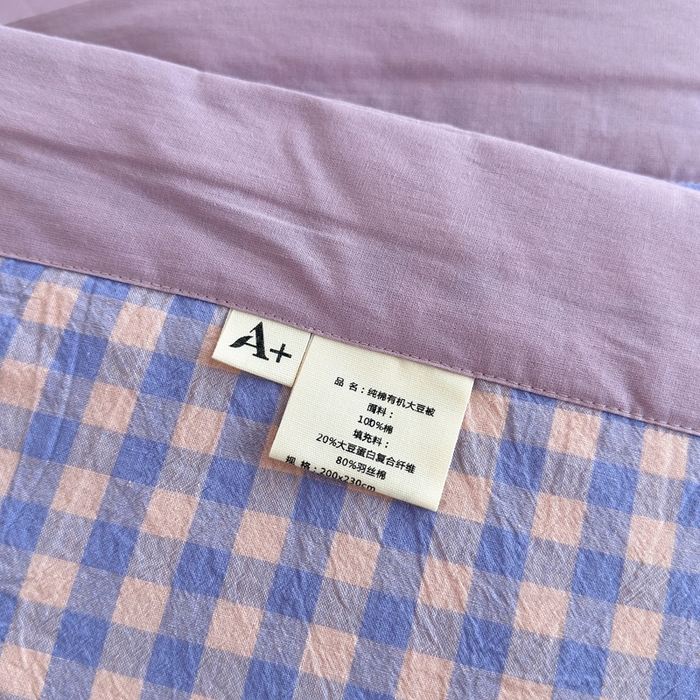 A+
品 名：纯棉有机大豆被
面料：
100%棉
填充料：
20%大豆蛋白复合纤维
80%羽丝棉
规 格：200x230cm